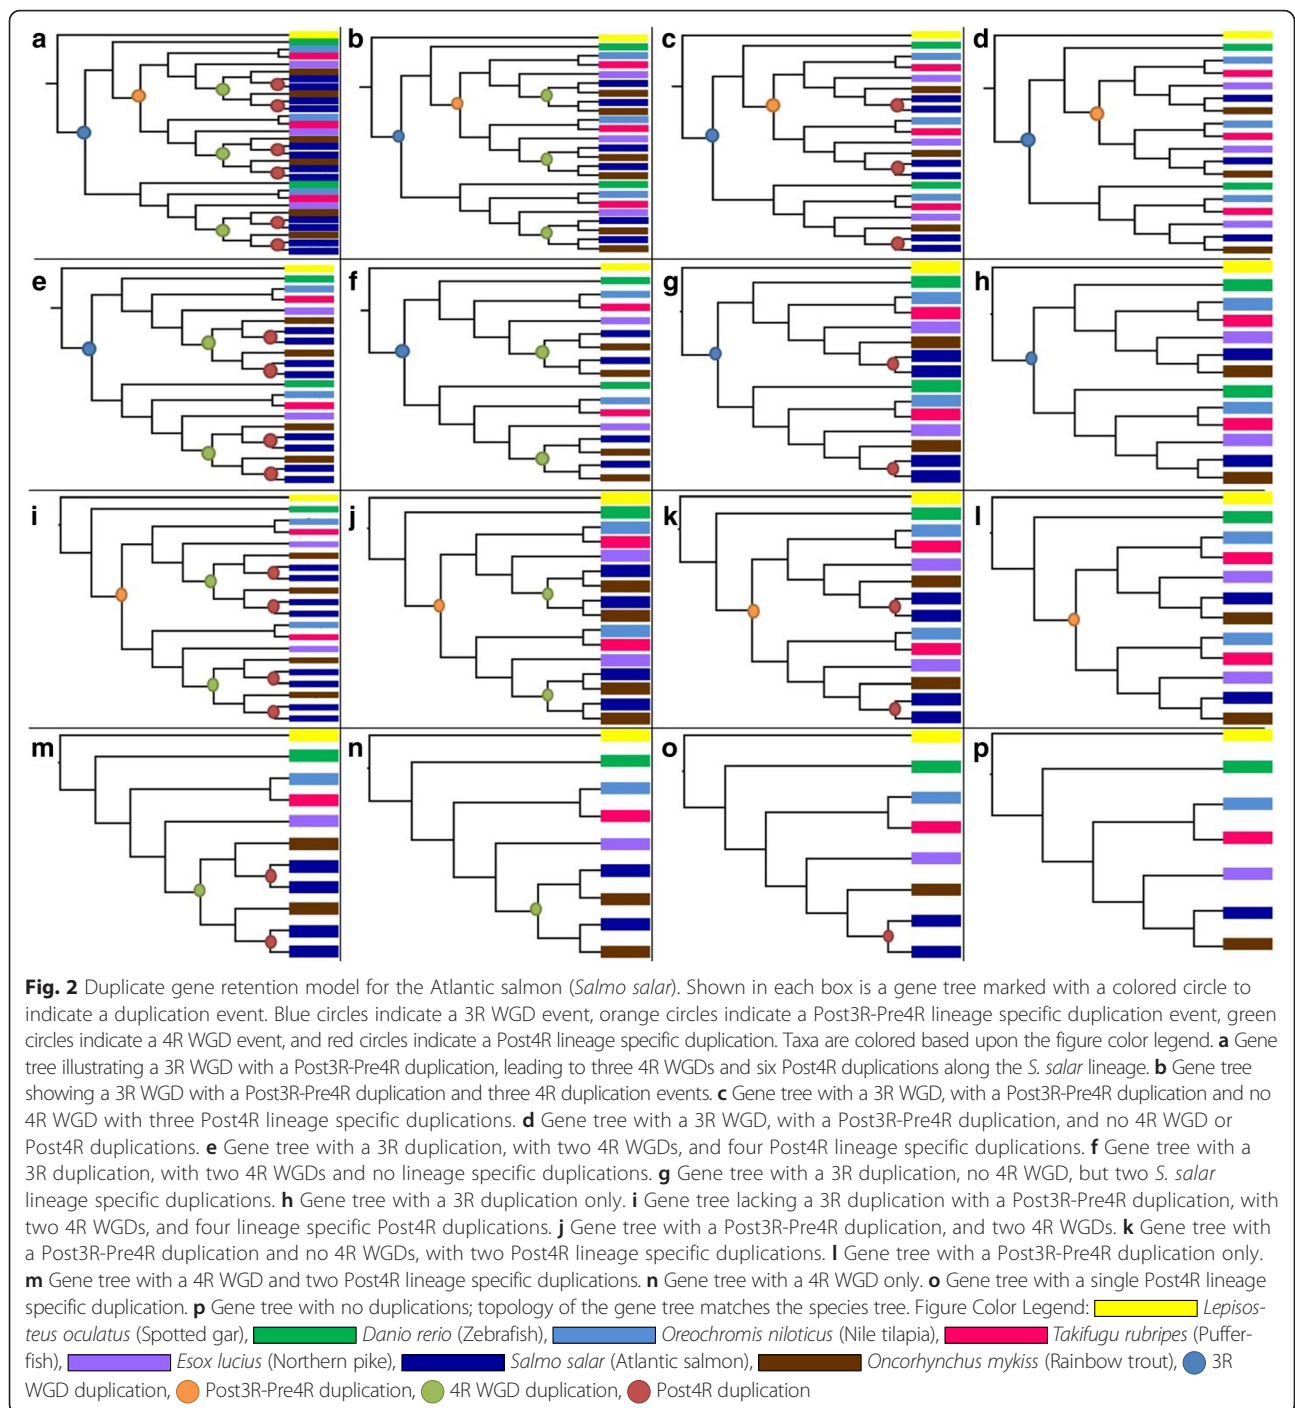 a
b
c
d
e
f
g
h
i
j
k
l
m
n
o
p
Fig. 2 Duplicate gene retention model for the Atlantic salmon (Salmo salar). Shown in each box is a gene tree marked with a colored circle to
indicate a duplication event. Blue circles indicate a 3R WGD event, orange circles indicate a Post3R-Pre4R lineage specific duplication event, green
circles indicate a 4R WGD event, and red circles indicate a Post4R lineage specific duplication. Taxa are colored based upon the figure color legend. a Gene
tree illustrating a 3R WGD with a Post3R-Pre4R duplication, leading to three 4R WGDs and six Post4R duplications along the S. salar lineage. b Gene tree
showing a 3R WGD with a Post3R-Pre4R duplication and three 4R duplication events. c Gene tree with a 3R WGD, with a Post3R-Pre4R duplication and no
4R WGD with three Post4R lineage specific duplications. d Gene tree with a 3R WGD, with a Post3R-Pre4R duplication, and no 4R WGD or
Post4R duplications. e Gene tree with a 3R duplication, with two 4R WGDs, and four Post4R lineage specific duplications. f Gene tree with a
3R duplication, with two 4R WGDs and no lineage specific duplications. g Gene tree with a 3R duplication, no 4R WGD, but two S. salar
lineage specific duplications. h Gene tree with a 3R duplication only. i Gene tree lacking a 3R duplication with a Post3R-Pre4R duplication, with
two 4R WGDs, and four lineage specific Post4R duplications. j Gene tree with a Post3R-Pre4R duplication, and two 4R WGDs. k Gene tree with
a Post3R-Pre4R duplication and no 4R WGDs, with two Post4R lineage specific duplications. l Gene tree with a Post3R-Pre4R duplication only.
m Gene tree with a 4R WGD and two Post4R lineage specific duplications. n Gene tree with a 4R WGD only. o Gene tree with a single Post4R lineage
specific duplication. p Gene tree with no duplications; topology of the gene tree matches the species tree. Figure Color Legend: Lepisos-
teus oculatus (Spotted gar), Danio rerio (Zebrafish), Oreochromis niloticus (Nile tilapia), Takifugu rubripes (Puffer-
fish), Esox lucius (Northern pike), Salmo salar (Atlantic salmon), Oncorhynchus mykiss (Rainbow trout), 3R
WGD duplication, Post3R-Pre4R duplication, 4R WGD duplication, Post4R duplication